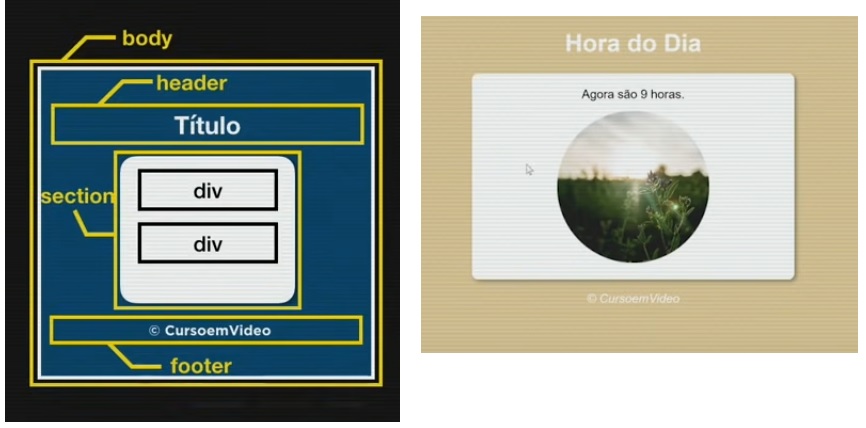 body
header
Título
section
div
div
© CursoemVideo
footer
Hora do Dia
Agora são 9 horas.
© CursoemVideo